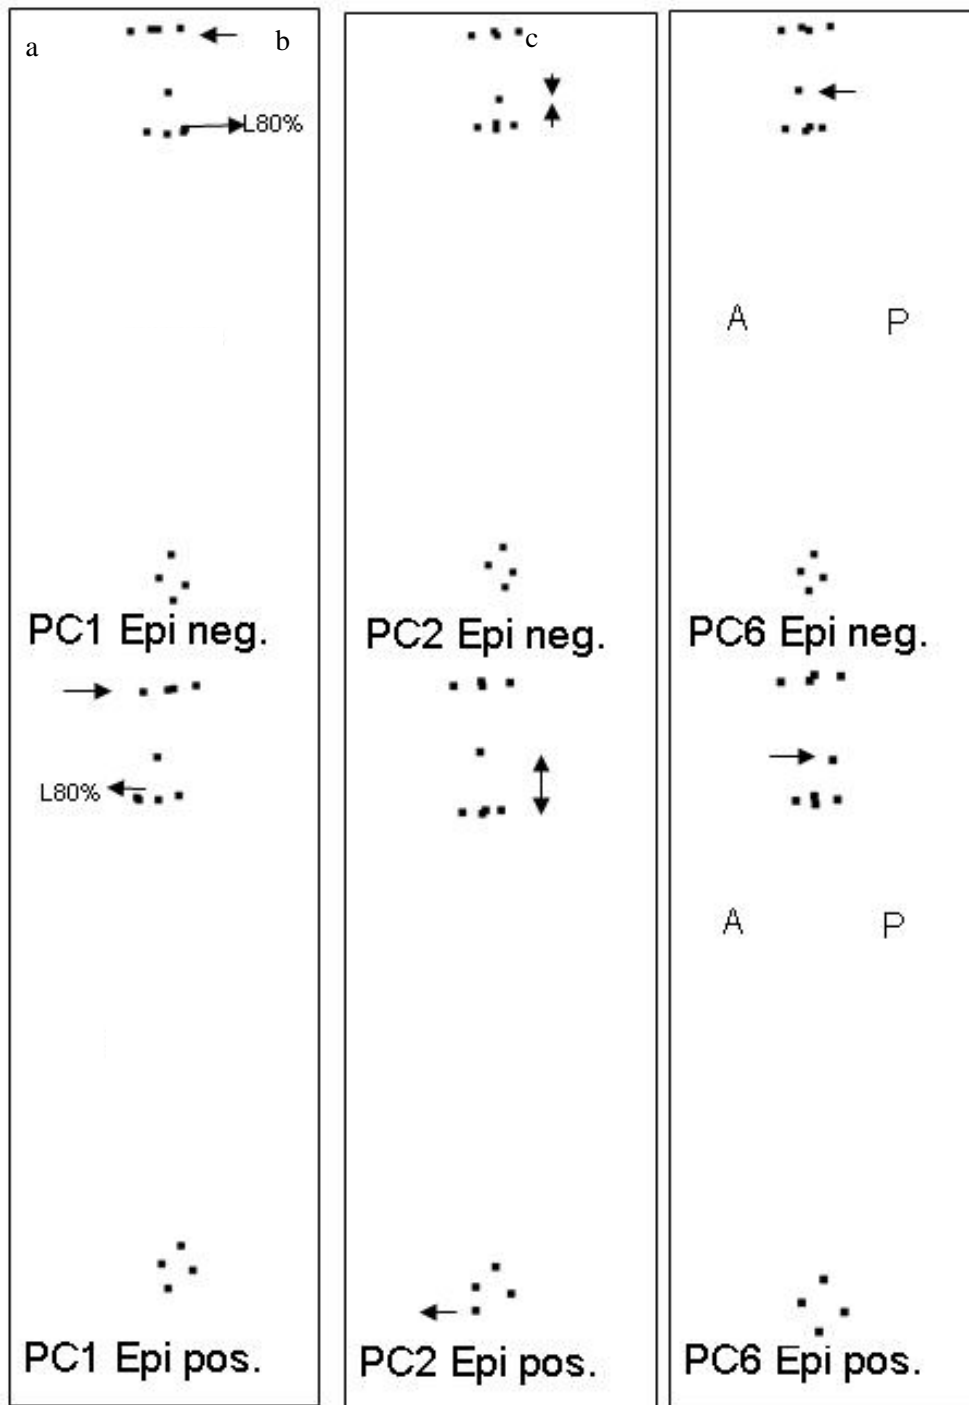 a b c
L80%
A P
PC1 Epi neg. PC2 Epi neg. PC6 Epi neg.
L80%
A P
PC1 Epi pos. PC2 Epi pos. PC6 Epi pos.